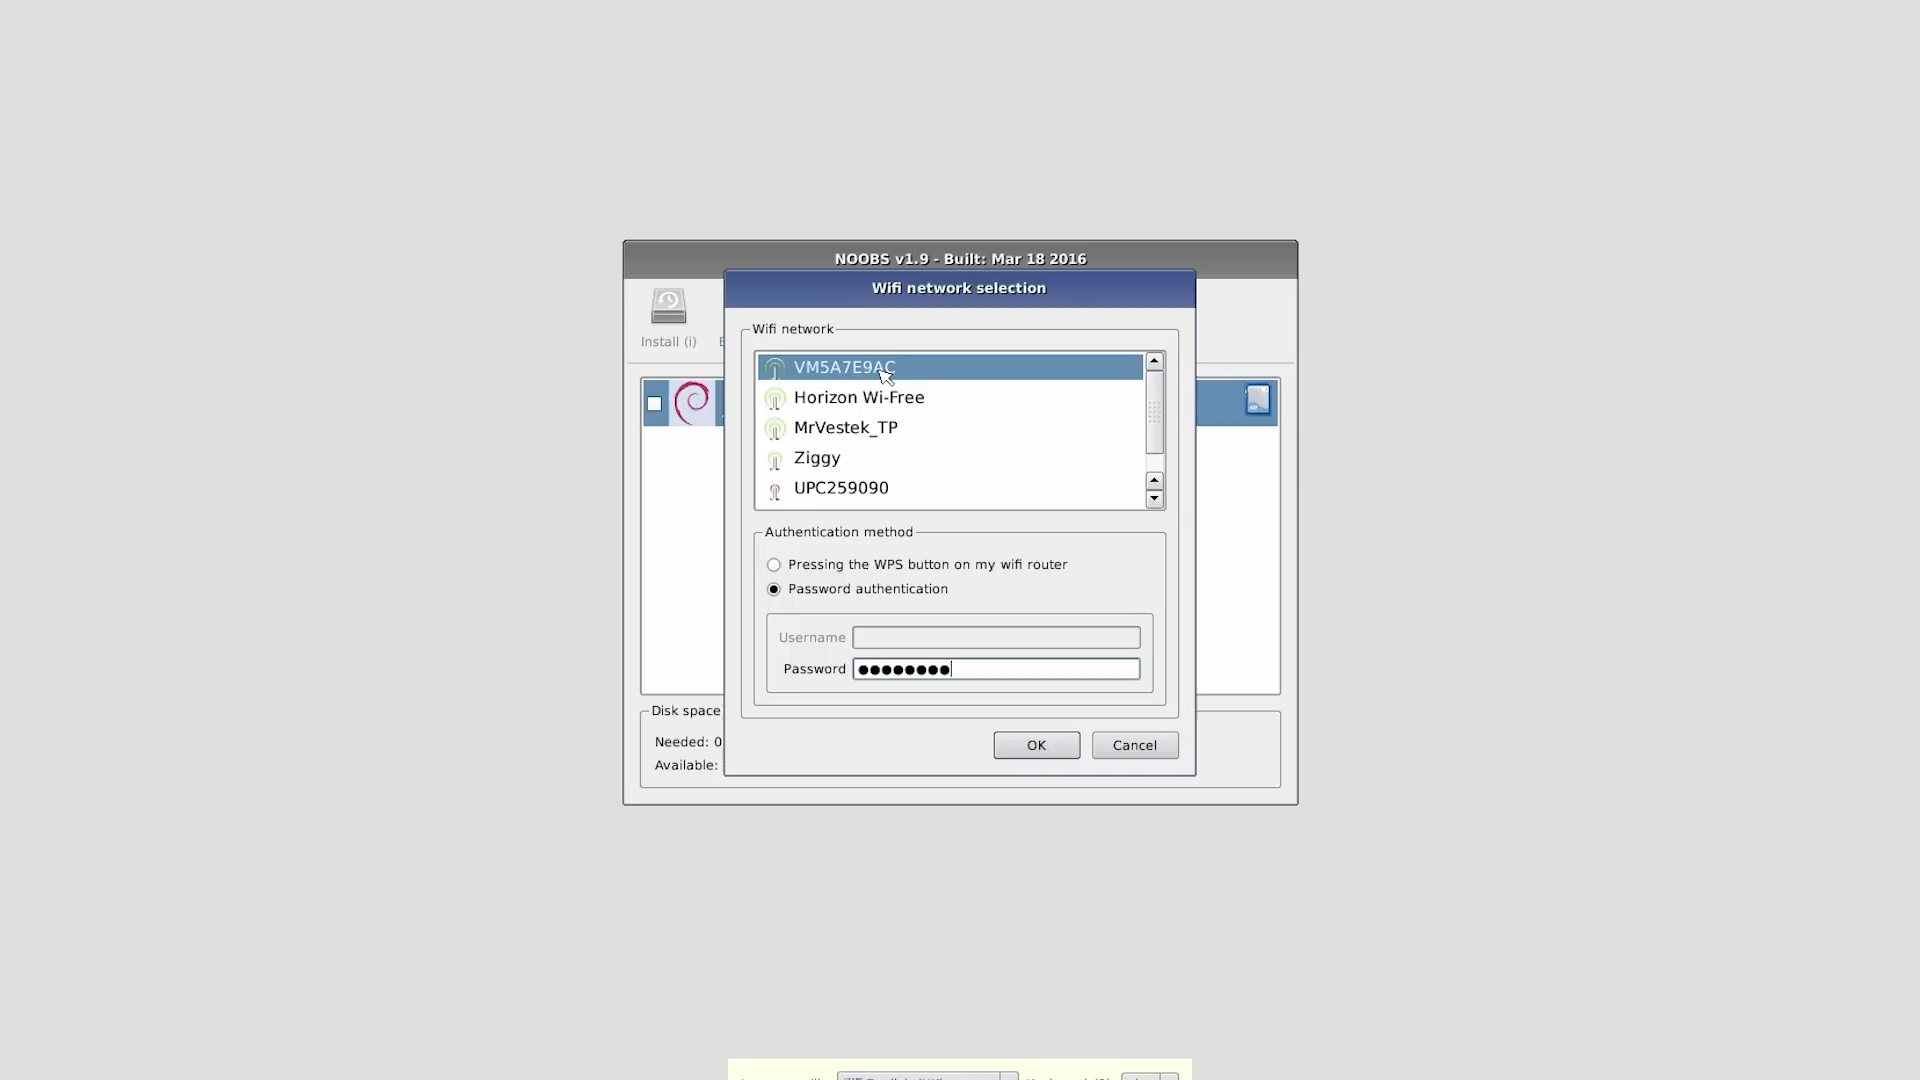 NOOBS v1.9 - Built: Mar 18 2016
Wifi network selection
Install (i)
Wifi network
VM5A7E9AC
Horizon Wi-Free
MrVestek_TP
Ziggy
UPC259090
Authentication method
Pressing the WPS button on my wifi router
Password authentication
Username
Password
Disk space
Needed: 0
Available:
OK
Cancel